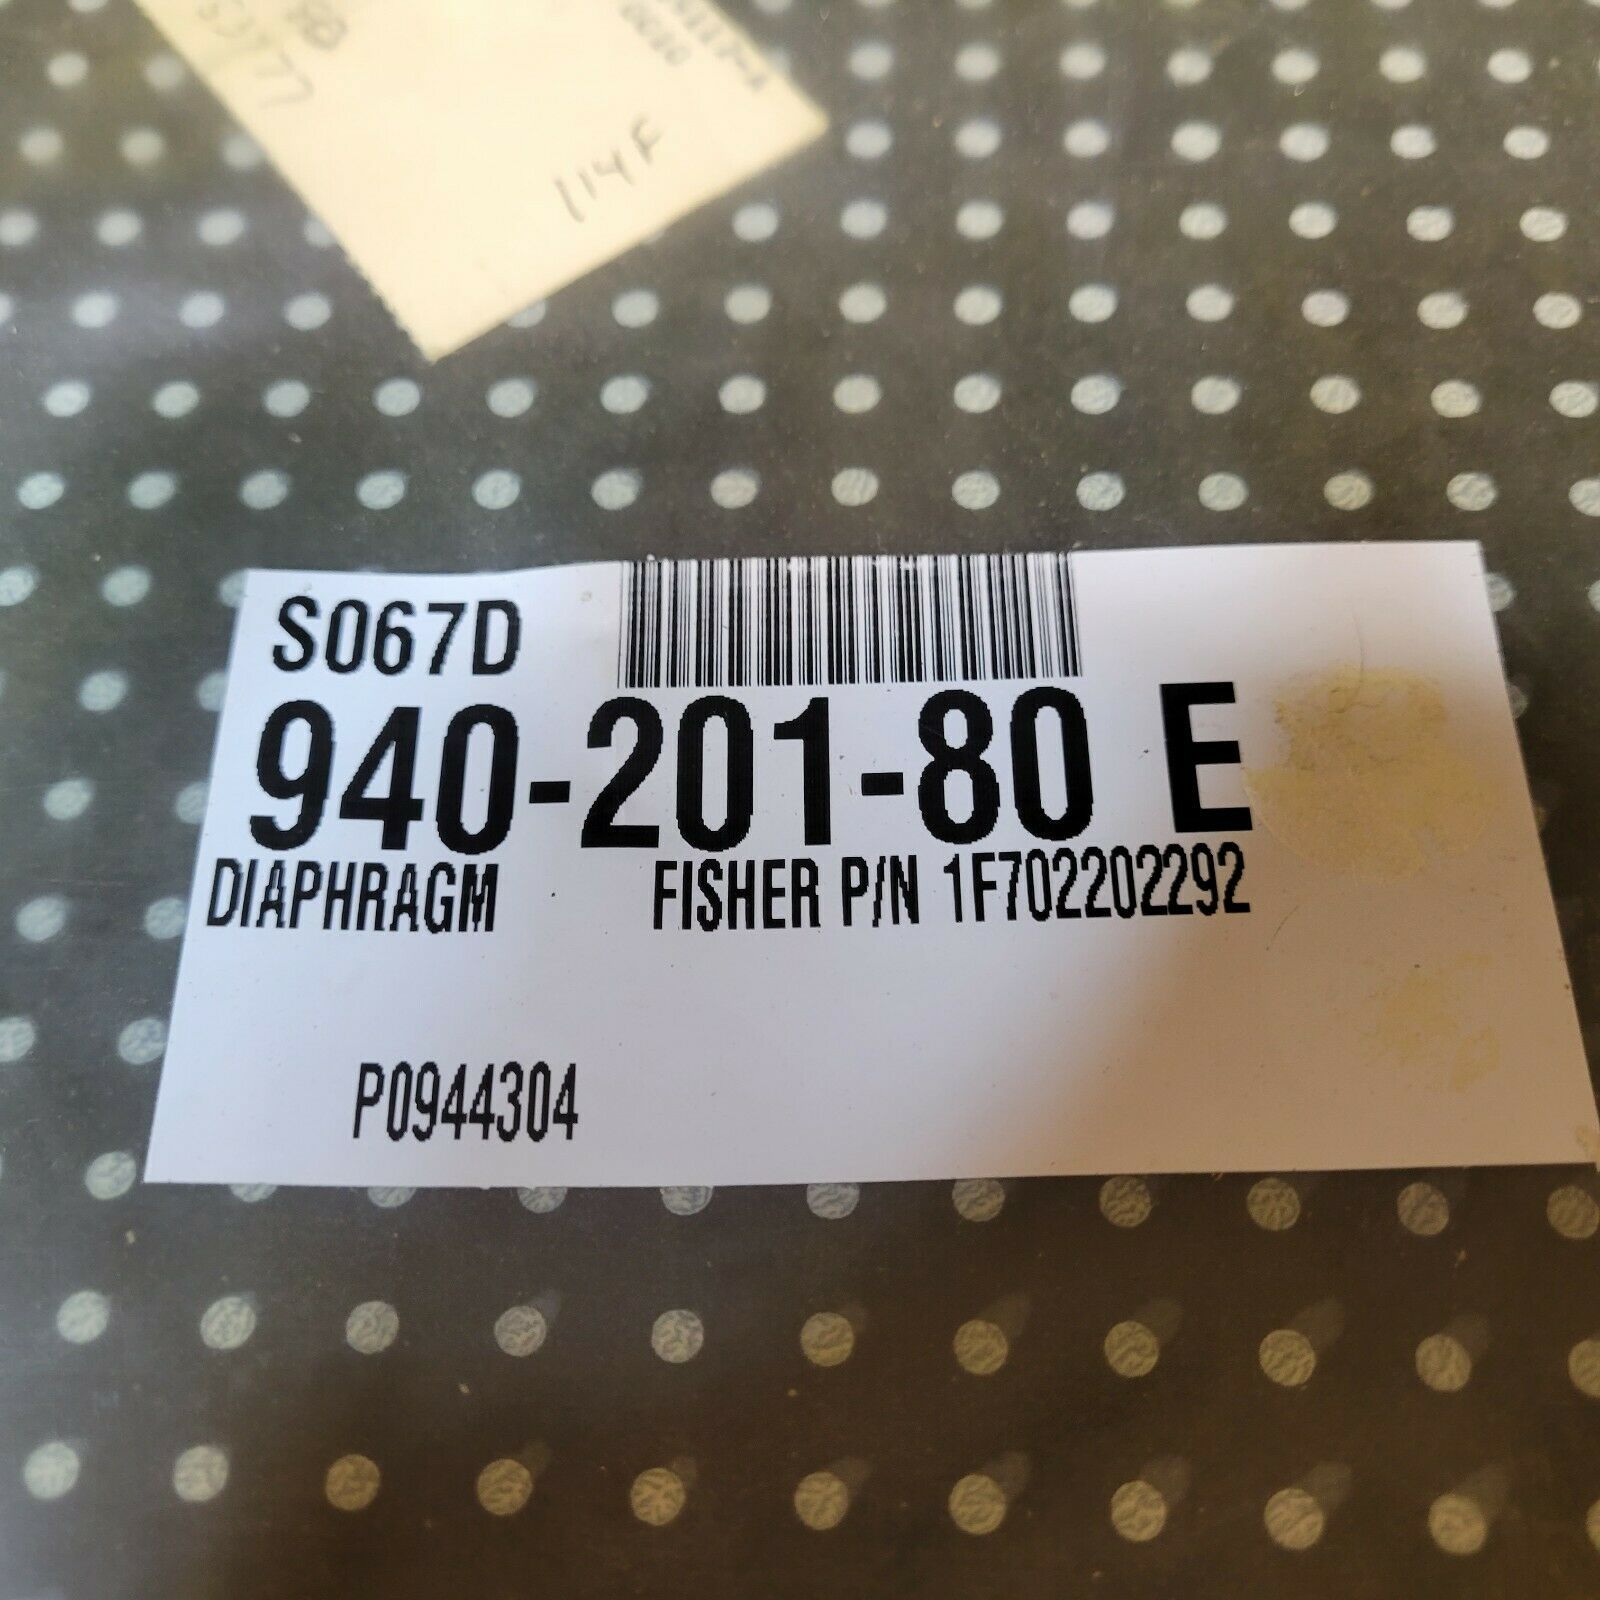 114F
S067D
940-201-80 E
DIAPHRAGM FISHER P/N 1F702202292
P0944304